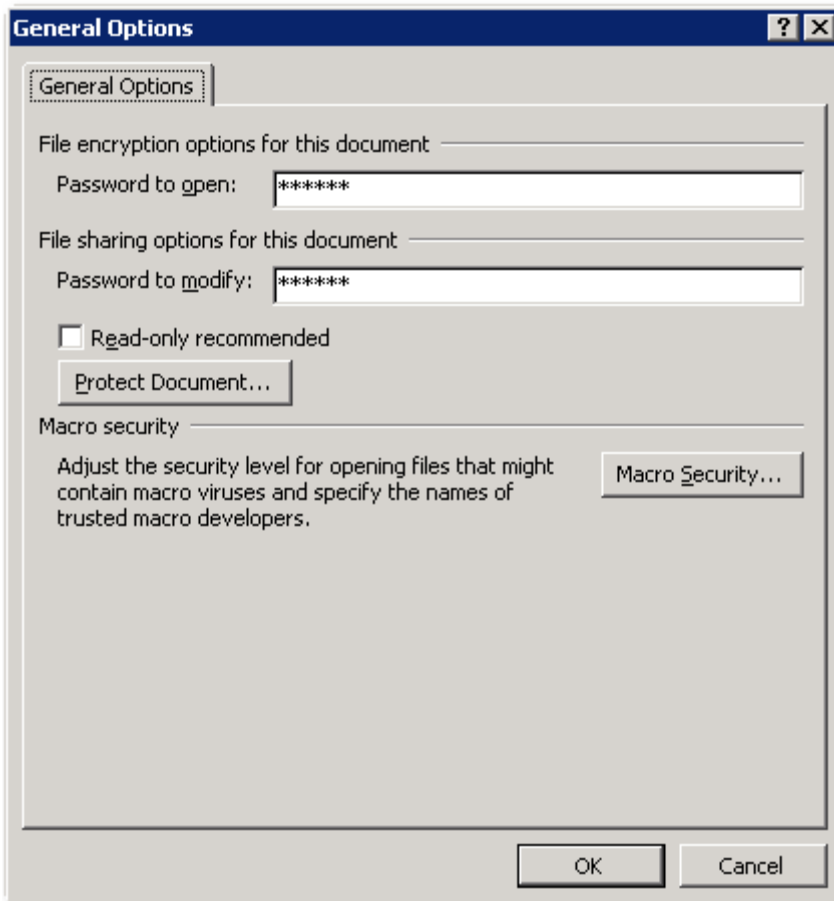 General Options
General Options
File encryption options for this document
Password to open: ******
File sharing options for this document
Password to modify: ******
Read-only recommended
Protect Document...
Macro security
Adjust the security level for opening files that might
contain macro viruses and specify the names of
trusted macro developers.
Macro Security...
OK Cancel